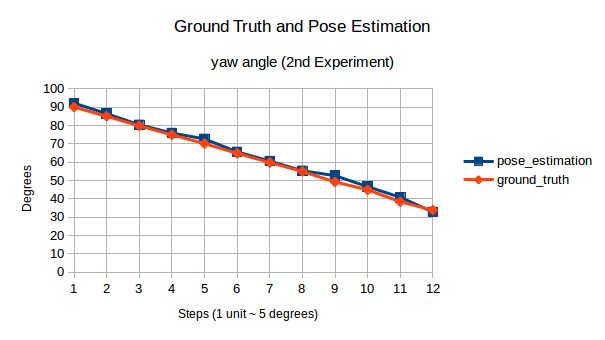 Ground Truth and Pose Estimation
yaw angle (2nd Experiment)
100
90
80
70
60
50
40
30
20
10
0
Degrees
1 2 3 4 5 6 7 8 9 10 11 12
Steps (1 unit ~ 5 degrees)
pose_estimation
ground_truth